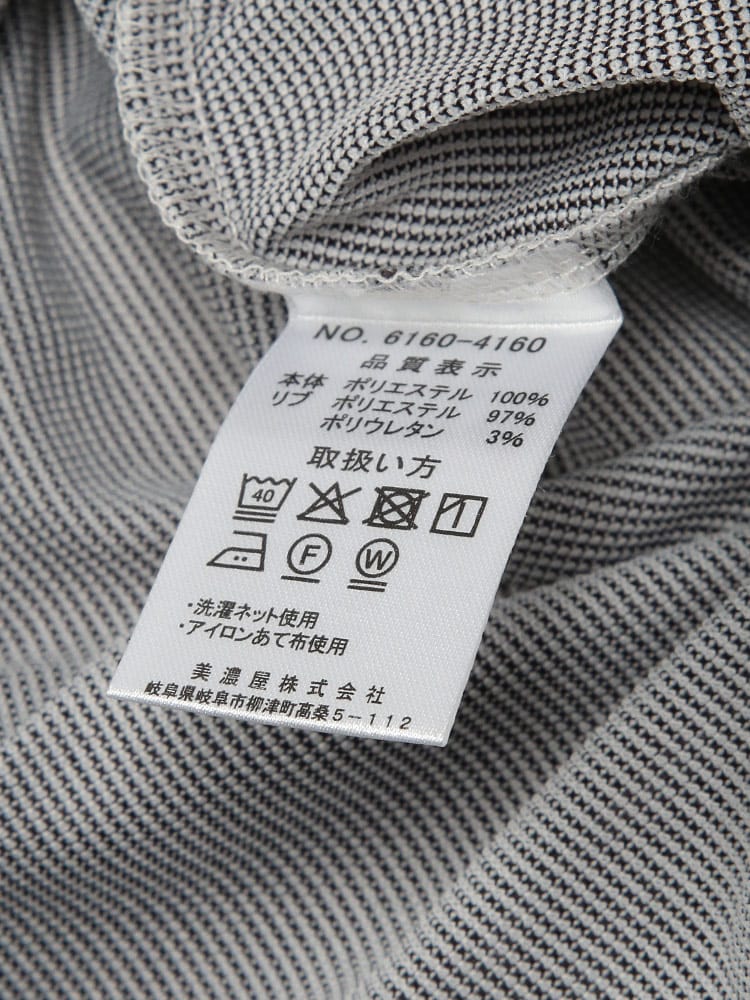 NO. 6160-4160
品質表示
本体 ポリエステル 100%
リブ ポリエステル 97%
ポリウレタン 3%
取扱い方
40
F W
・洗濯ネット使用
・アイロンあて布使用
美濃屋株式会社
岐阜県岐阜市柳津町高桑5-112